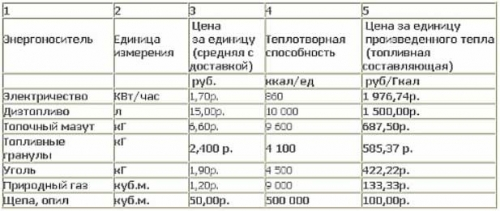 1 2 3 4 5
Энергоноситель Единица измерения Цена за единицу (средняя с доставкой) Теплотворная способность Цена за единицу произведенного тепла (топливная составляющая)
руб. ккал/ед руб/Гкал
Электричество КВт/час 1,70р. 860 1 976,74р.
Дизтопливо л 15,00р. 10 000 1 500,00р.
Топочный мазут кГ 6,60р. 9 600 687,50р.
Топливные гранулы кГ 2,400 р. 4 100 585,37 р.
Уголь кГ 1,90р. 4 500 422,22р.
Природный газ куб.м. 1,20р. 9 000 133,33р.
Щепа, опил куб.м. 50,00р. 500 000 100,00р.